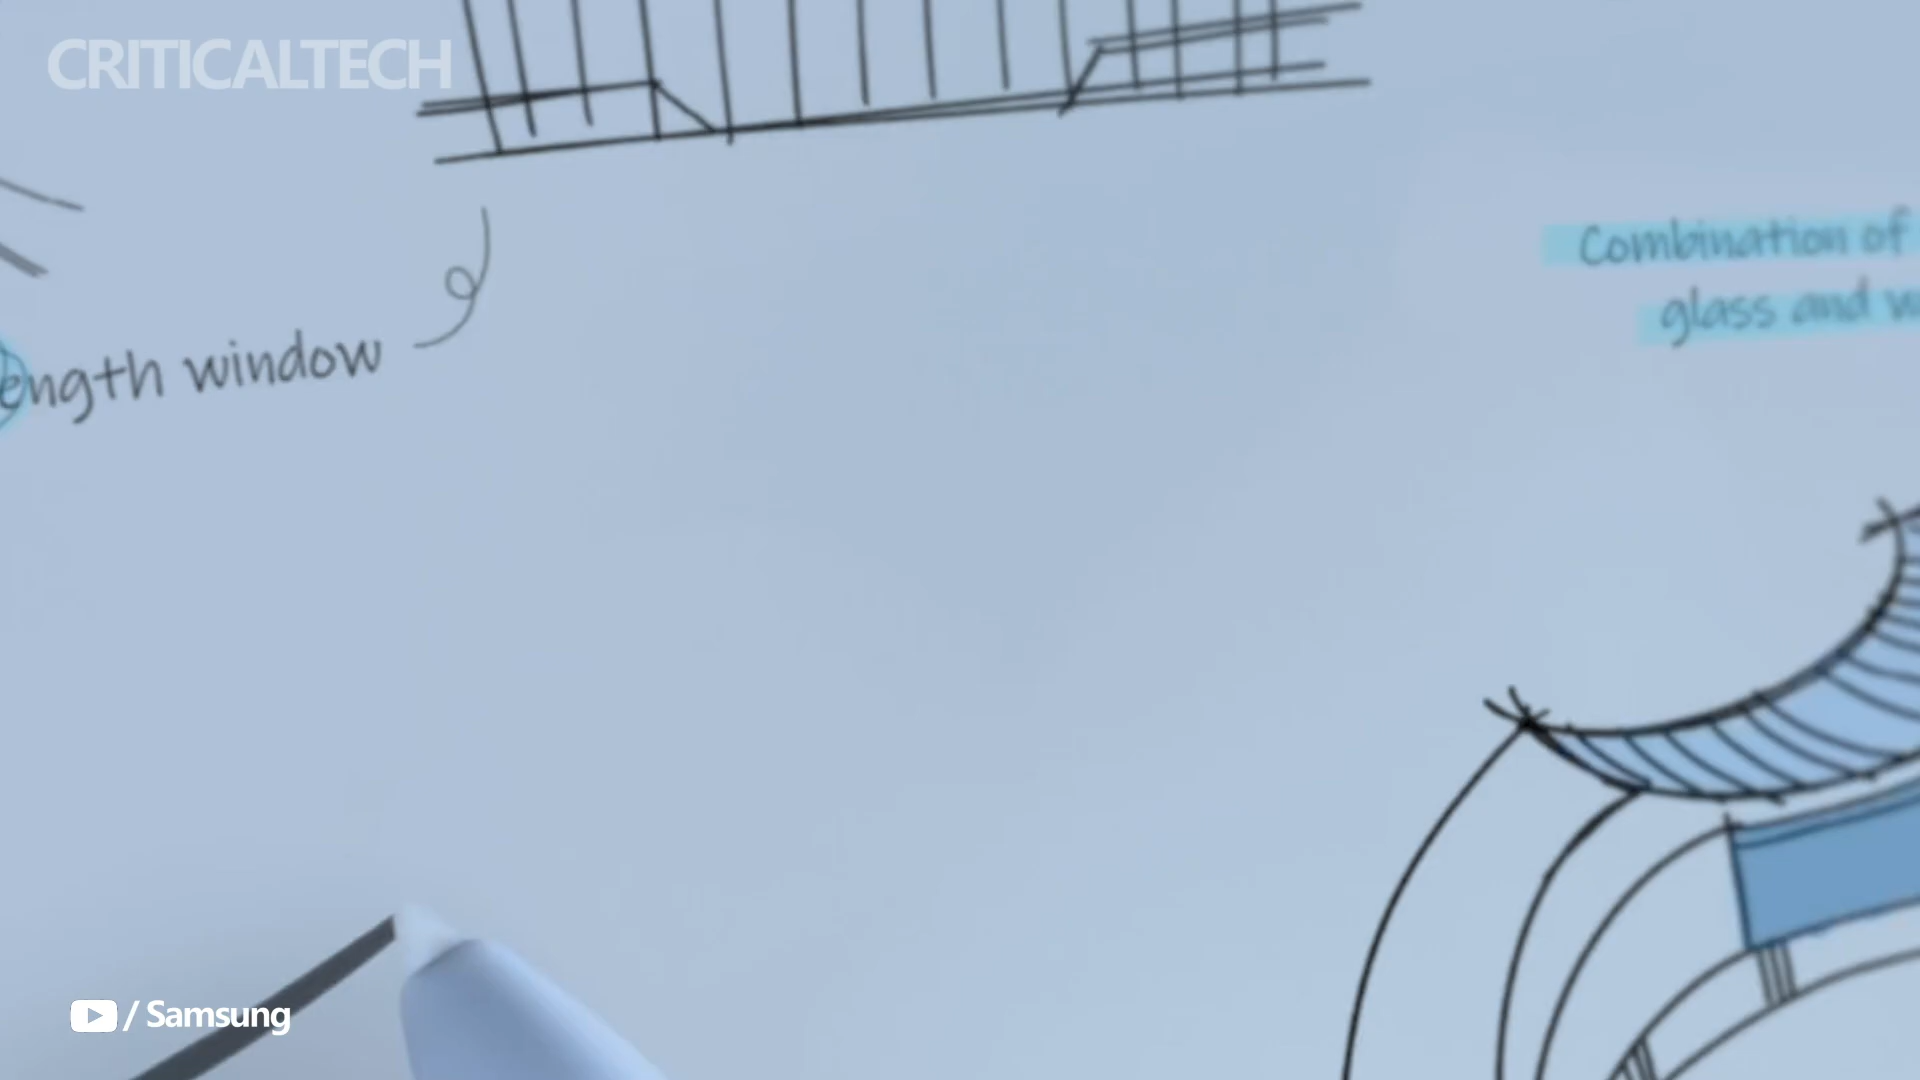 CRITICALTECH
Combination of
glass and
ength window
/ Samsung